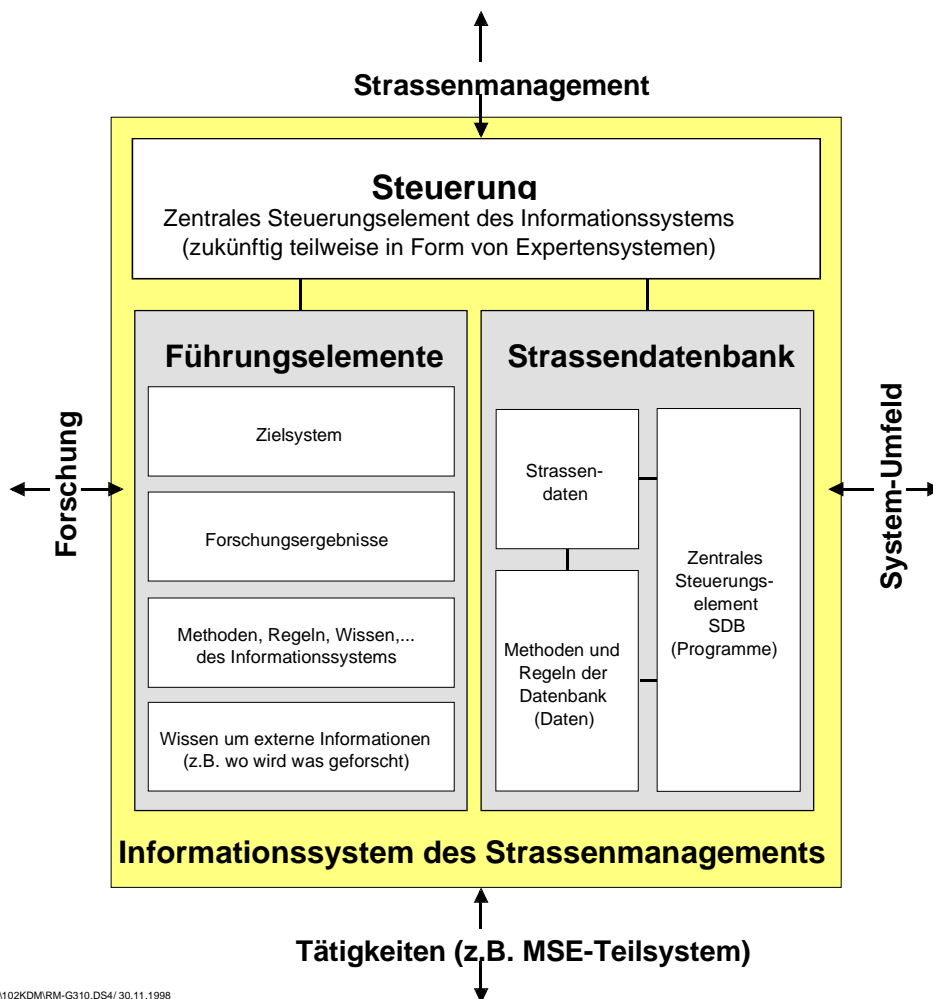 Strassenmanagement
Steuerung
Zentrales Steuerungselement des Informationssystems
(zukünftig teilweise in Form von Expertensystemen)
Führungselemente
Zielsystem
Forschungsergebnisse
Methoden, Regeln, Wissen,...
des Informationssystems
Wissen um externe Informationen
(z.B. wo wird was geforscht)
Strassendatenbank
Strassen-
daten
Methoden und
Regeln der
Datenbank
(Daten)
Zentrales
Steuerungs-
element
SDB
(Programme)
Forschung
System-Umfeld
Informationssystem des Strassenmanagements
Tätigkeiten (z.B. MSE-Teilsystem)
\102KDM\RM-G310.DS4/ 30.11.1998